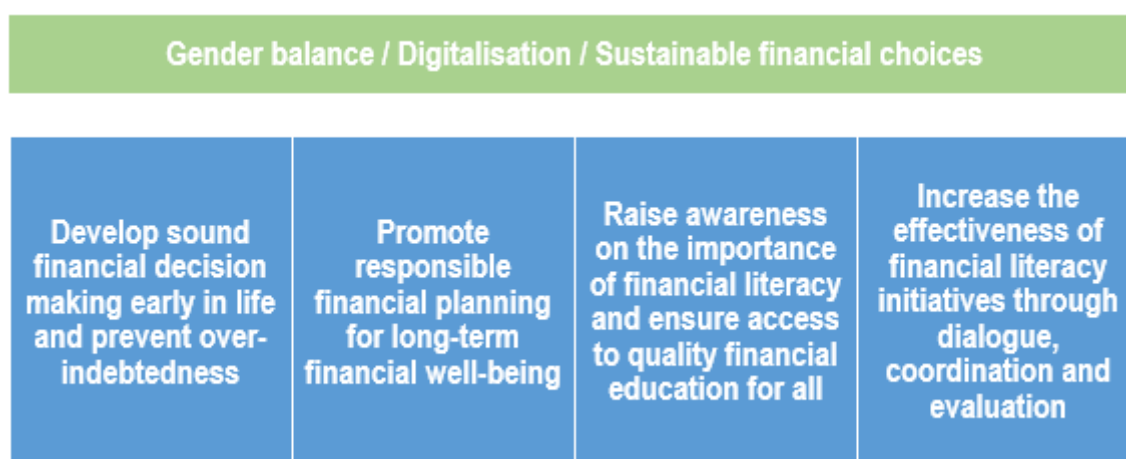 Gender balance / Digitalisation / Sustainable financial choices
Develop sound
financial decision
making early in life
and prevent over-
indebtedness
Promote
responsible
financial planning
for long-term
financial well-being
Raise awareness
on the importance
of financial literacy
and ensure access
to quality financial
education for all
Increase the
effectiveness of
financial literacy
initiatives through
dialogue,
coordination and
evaluation